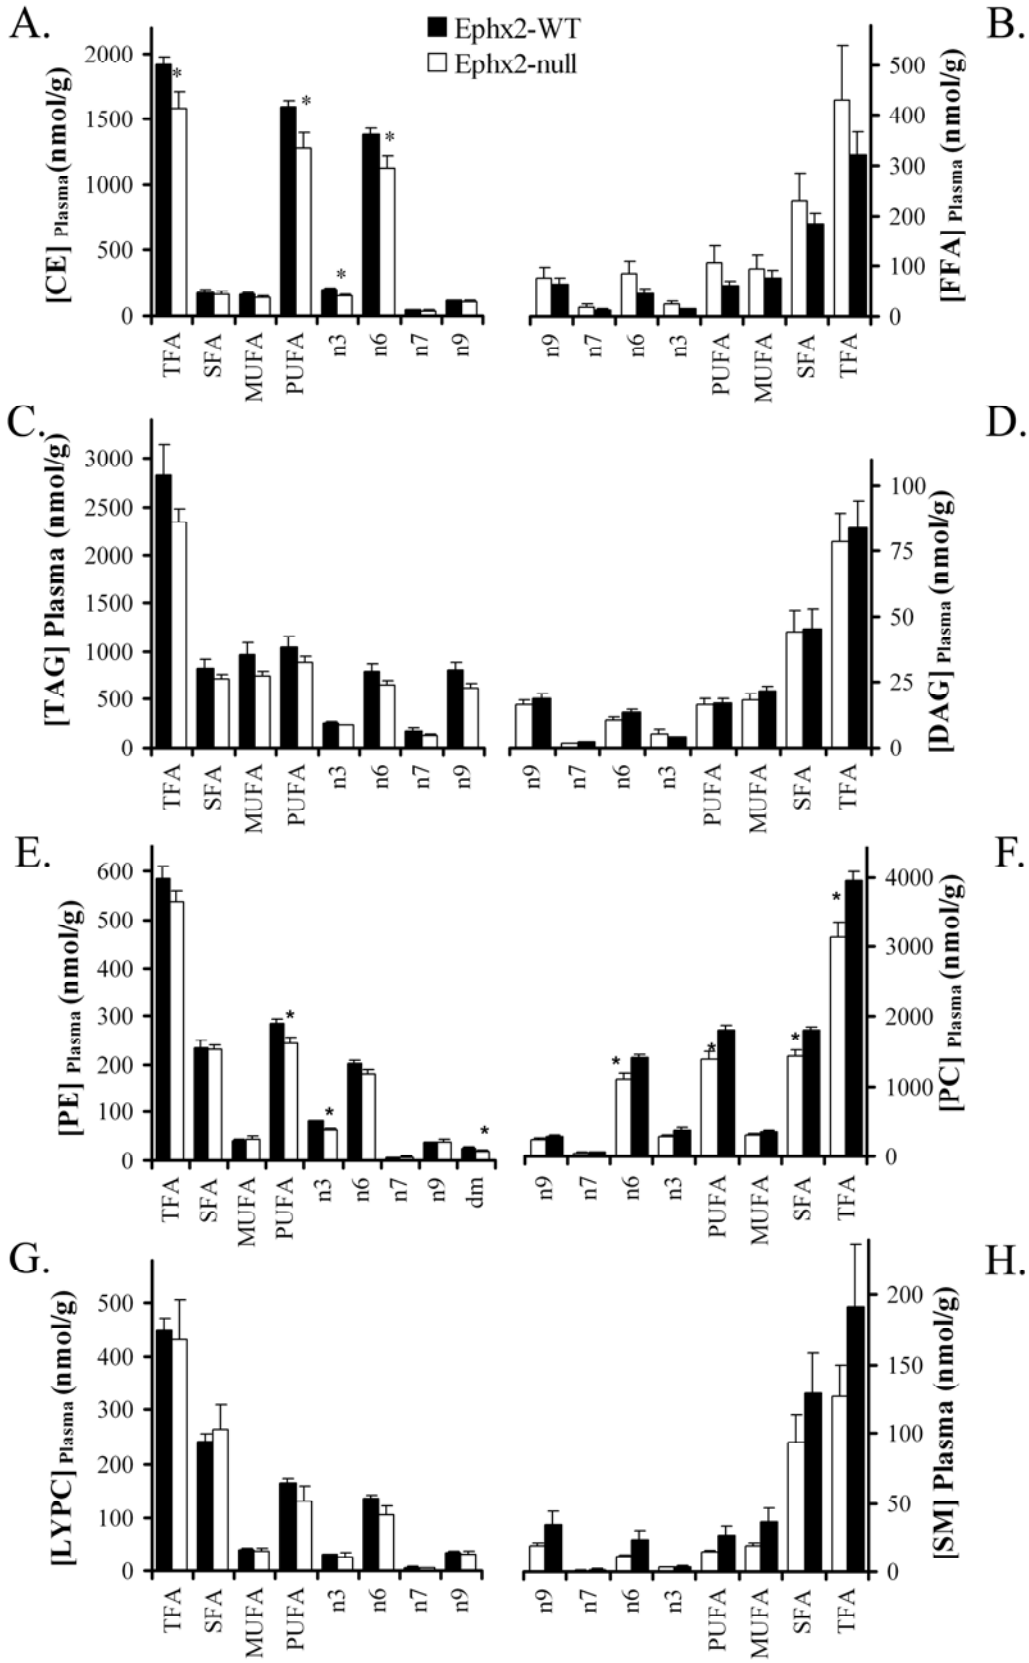 A.
Ephx2-WT
Ephx2-null
B.
[CE] Plasma (nmol/g)
2000
1500
1000
500
0
* * * *
TFA SFA MUFA PUFA n3 n6 n7 n9
[FFA] Plasma (nmol/g)
500
400
300
200
100
0
n9 n7 n6 n3 PUFA MUFA SFA TFA
C.
D.
[TAG] Plasma (nmol/g)
3000
2500
2000
1500
1000
500
0
TFA SFA MUFA PUFA n3 n6 n7 n9
[DAG] Plasma (nmol/g)
100
75
50
25
0
n9 n7 n6 n3 PUFA MUFA SFA TFA
E.
F.
[PE] Plasma (nmol/g)
600
500
400
300
200
100
0
* * *
TFA SFA MUFA PUFA n3 n6 n7 n9 dm
[PC] Plasma (nmol/g)
4000
3000
2000
1000
0
* * * *
n9 n7 n6 n3 PUFA MUFA SFA TFA
G.
H.
[LYPC] Plasma (nmol/g)
500
400
300
200
100
0
TFA SFA MUFA PUFA n3 n6 n7 n9
[SM] Plasma (nmol/g)
200
150
100
50
0
n9 n7 n6 n3 PUFA MUFA SFA TFA